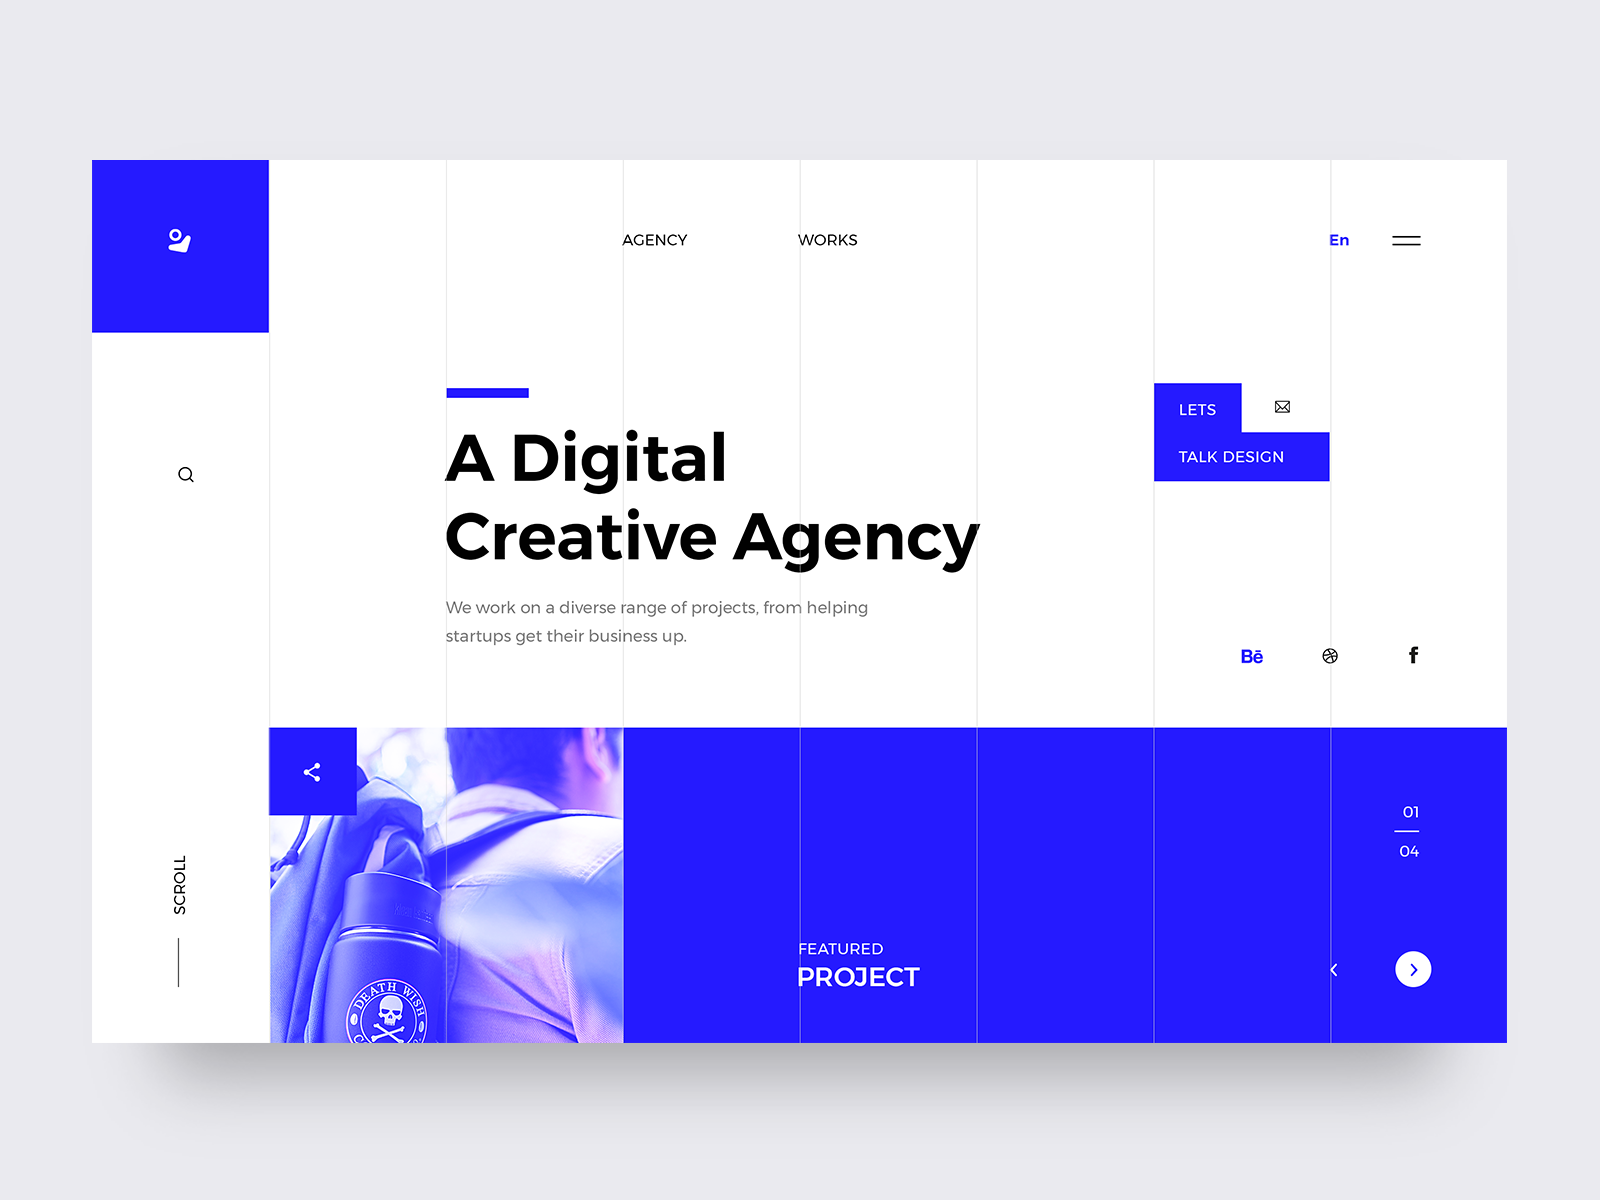 AGENCY
WORKS
En
LETS
TALK DESIGN
A Digital
Creative Agency
We work on a diverse range of projects, from helping
startups get their business up.
Bē
f
SCROLL
DEATH WISH
FEATURED
PROJECT
01
04